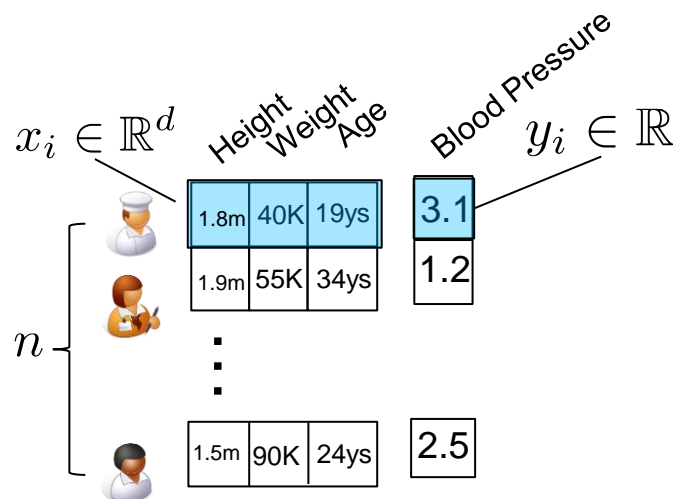 Height Weight Age Blood Pressure
x_i ∈ ℝ^d y_i ∈ ℝ
1.8m 40K 19ys 3.1
1.9m 55K 34ys 1.2
n
⋮
1.5m 90K 24ys 2.5